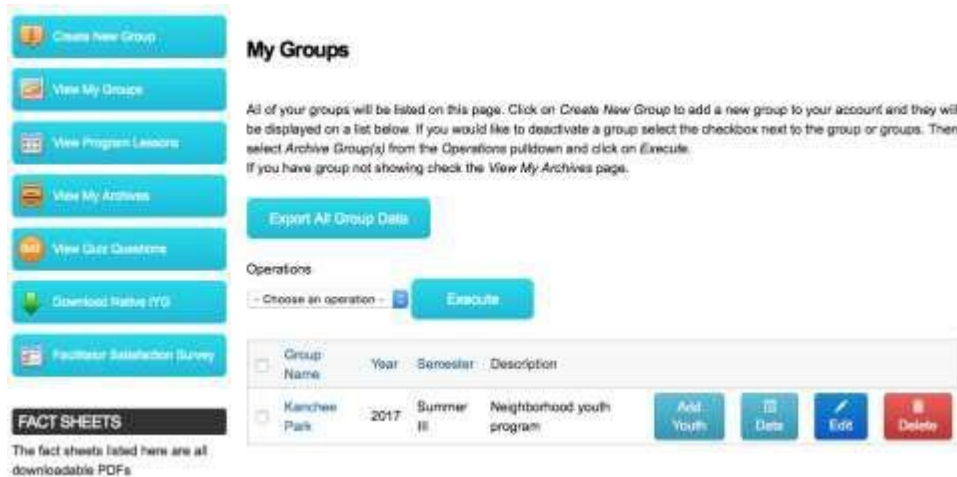 Create New Group
View My Groups
View Program Lessons
View My Archives
View Quiz Questions
Download Native IYG
Facilitator Satisfaction Survey
FACT SHEETS
The fact sheets listed here are all
downloadable PDFs
My Groups
All of your groups will be listed on this page. Click on Create New Group to add a new group to your account and they will
be displayed on a list below. If you would like to deactivate a group select the checkbox next to the group or groups. Then
select Archive Group(s) from the Operations pulldown and click on Execute.
If you have group not showing check the View My Archives page.
Export All Group Data
Operations
- Choose an operation - Execute
Group Name Year Semester Description
Kanchee Park 2017 Summer III Neighborhood youth program Add Youth Data Edit Delete